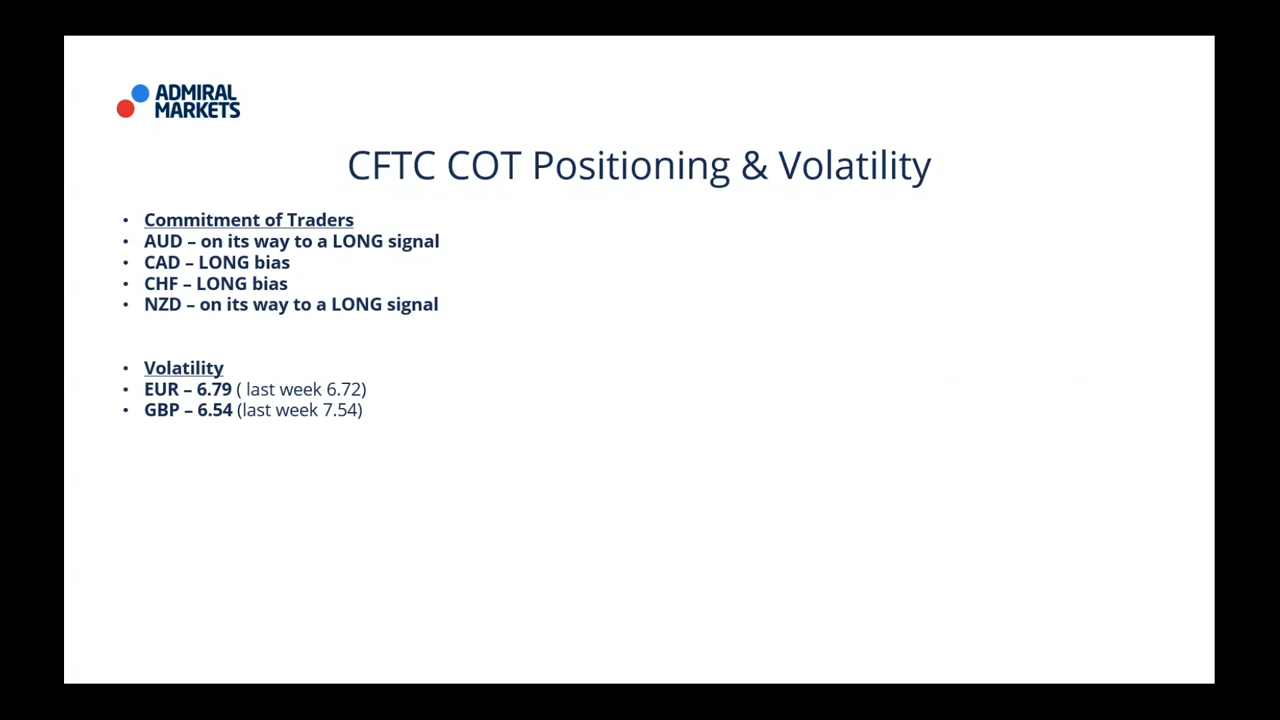 ADMIRAL
MARKETS
CFTC COT Positioning & Volatility
• Commitment of Traders
• AUD – on its way to a LONG signal
• CAD – LONG bias
• CHF – LONG bias
• NZD – on its way to a LONG signal
• Volatility
• EUR – 6.79 ( last week 6.72)
• GBP – 6.54 (last week 7.54)